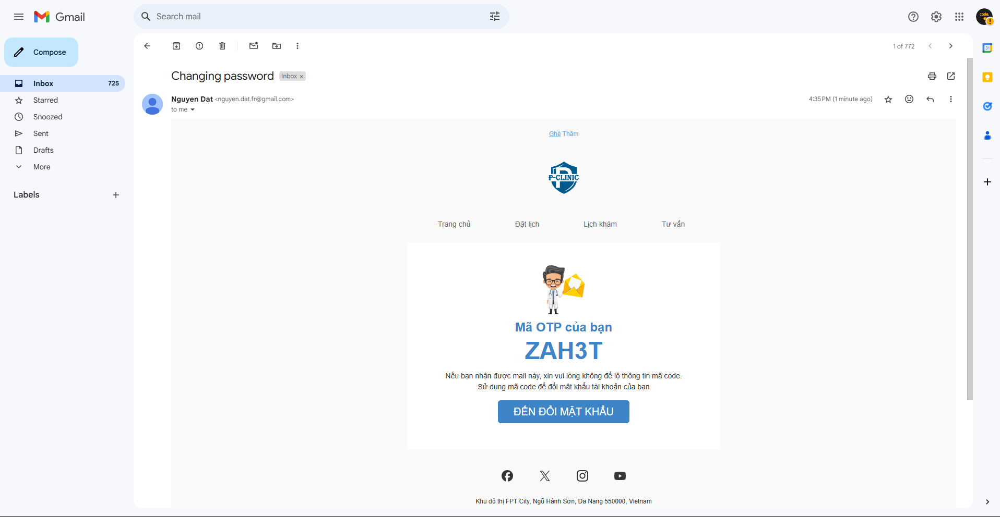 Gmail
Search mail
code.
Compose
1 of 772
31
Changing password
Inbox ×
Inbox 725
Starred
Nguyen Dat <nguyen.dat.fr@gmail.com>
4:35 PM (1 minute ago)
to me
Snoozed
Sent
Drafts
More
Labels
Ghé Thăm
P-CLINIC
Trang chủ
Đặt lịch
Lịch khám
Tư vấn
Mã OTP của bạn
ZAH3T
Nếu bạn nhận được mail này, xin vui lòng không để lộ thông tin mã code.
Sử dụng mã code để đổi mật khẩu tài khoản của bạn
ĐẾN ĐỔI MẬT KHẨU
Khu đô thị FPT City, Ngũ Hành Sơn, Da Nang 550000, Vietnam